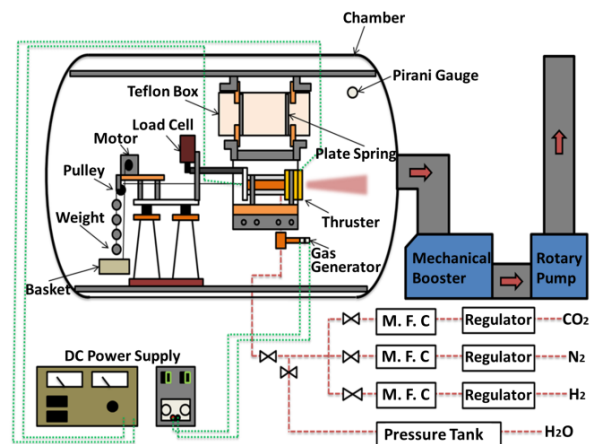 Chamber
Pirani Gauge
Teflon Box
Load Cell
Motor
Plate Spring
Pulley
Thruster
Weight
Gas
Generator
Basket
Mechanical
Booster
Rotary
Pump
DC Power Supply
M. F. C
Regulator
CO2
M. F. C
Regulator
N2
M. F. C
Regulator
H2
Pressure Tank
H2O